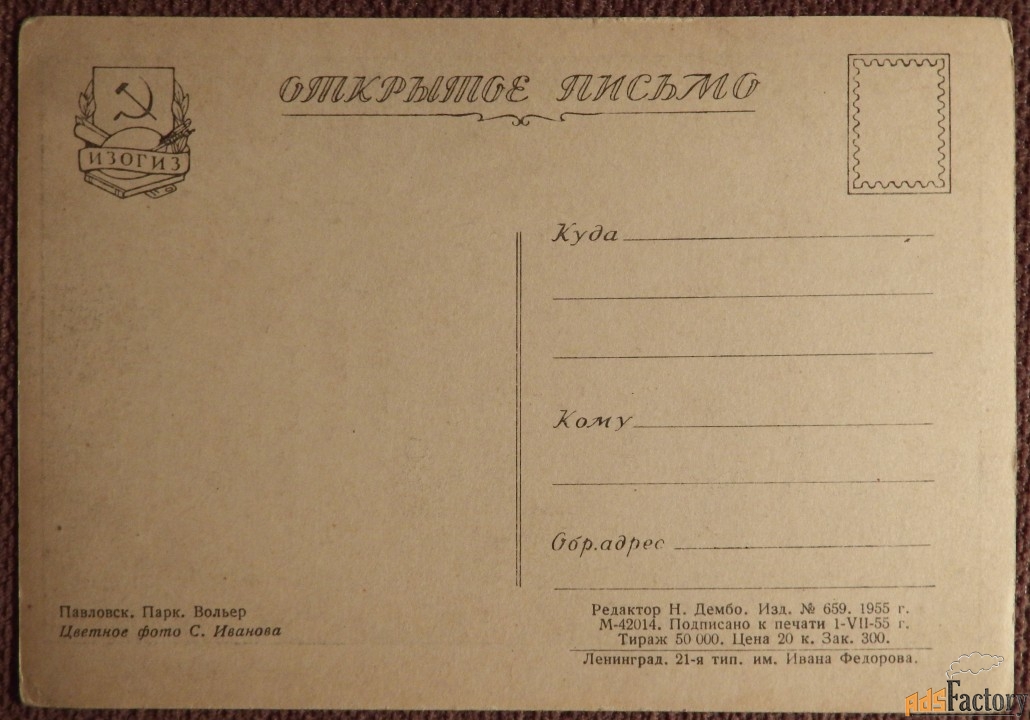 ОТКРЫТОЕ ПИСЬМО
ИЗОГИЗ
Куда
Кому
Обр.адрес
Павловск. Парк. Вольер
Цветное фото С. Иванова
Редактор Н. Дембо. Изд. № 659. 1955 г.
М-42014. Подписано к печати 1-VII-55 г.
Тираж 50 000. Цена 20 к. Зак. 300.
Ленинград. 21-я тип. им. Ивана Федорова.
adsFactory